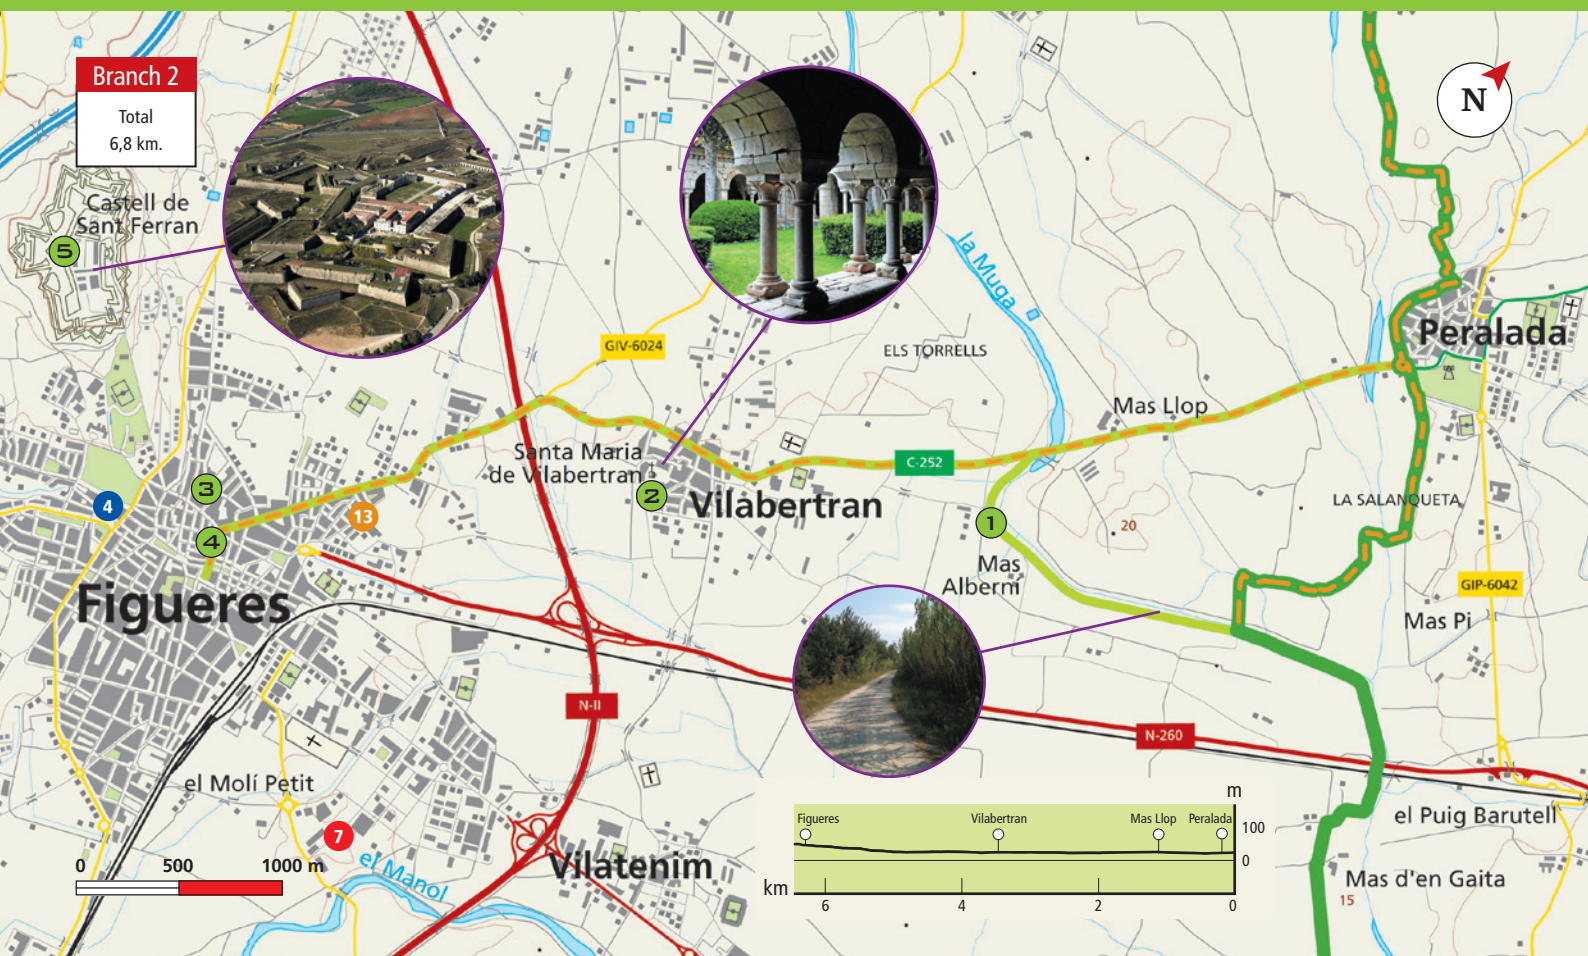 Branch 2
Total
6,8 km.
N
Castell de
Sant Ferran
5
la Muga
GIV-6024
ELS TORRELLS
Peralada
Mas Llop
Santa Maria
de Vilabertran
C-252
2
Vilabertran
3
4
13
4
LA SALANQUETA
1
20
Mas
Alberní
Figueres
GIP-6042
Mas Pi
N-II
N-260
el Molí Petit
7
el Manol
0 500 1000 m
Vilatenim
el Puig Barutell
Mas d'en Gaita
15
m
Figueres Vilabertran Mas Llop Peralada
100
0
km
6 4 2 0